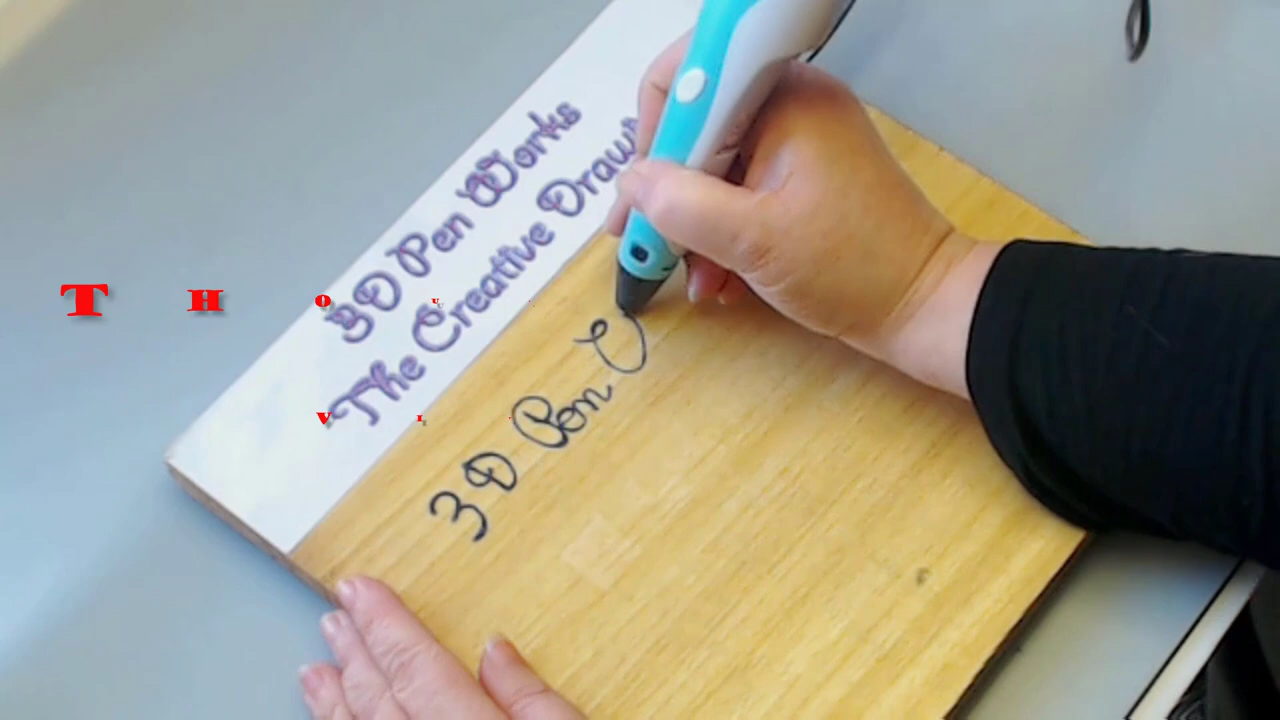 3D Pen Works
The Creative Draw
3D Pen
T H O U
V I